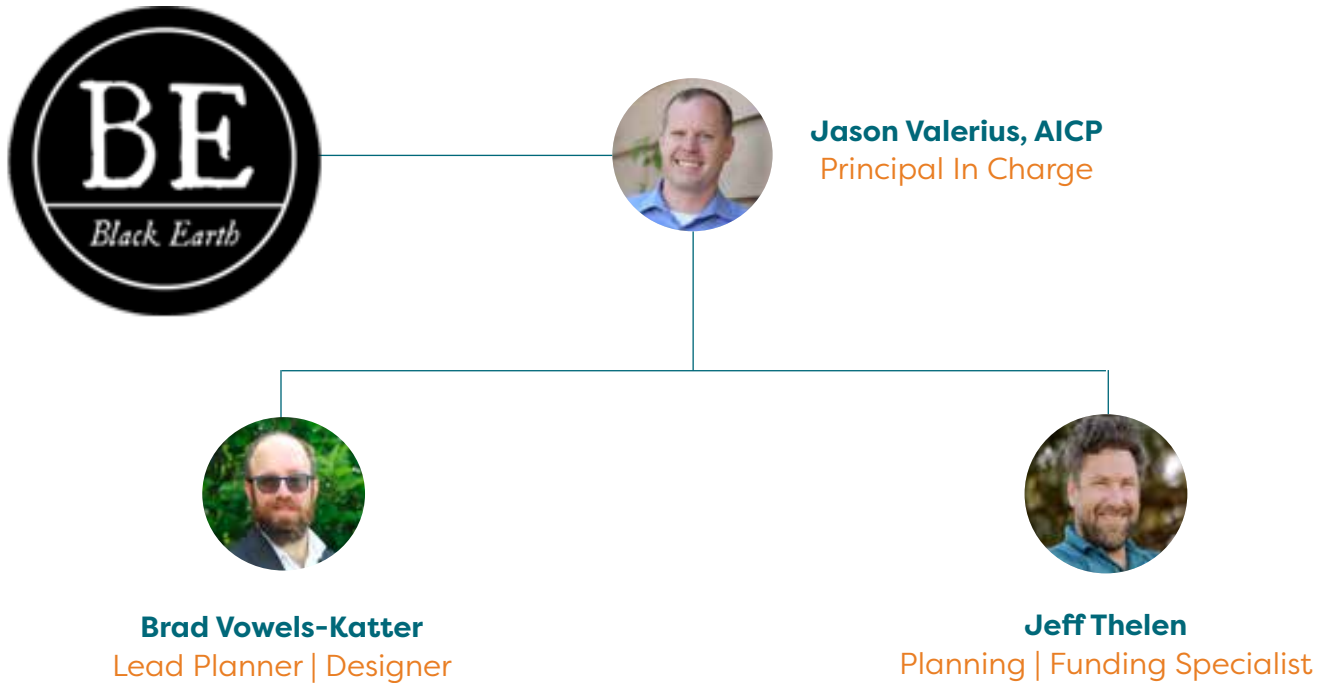 BE
Black Earth
Jason Valerius, AICP
Principal In Charge
Brad Vowels-Katter
Lead Planner | Designer
Jeff Thelen
Planning | Funding Specialist